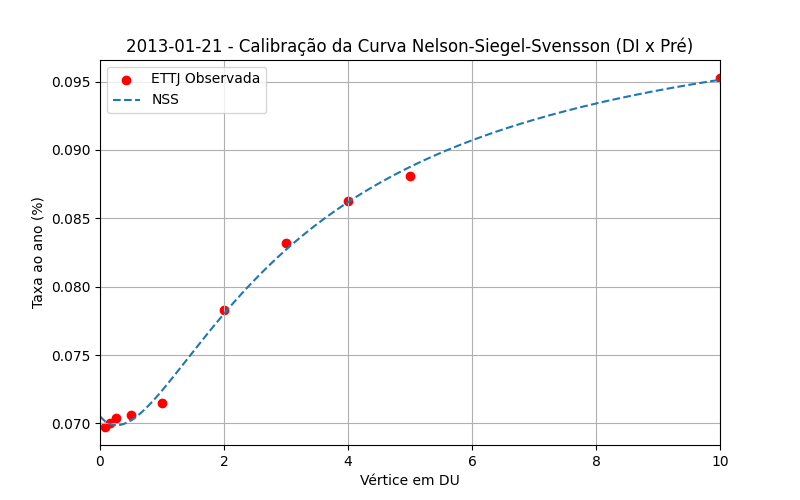 2013-01-21 - Calibração da Curva Nelson-Siegel-Svensson (DI x Pré)
ETTJ Observada
NSS
Taxa ao ano (%)
0.095
0.090
0.085
0.080
0.075
0.070
0 2 4 6 8 10
Vértice em DU